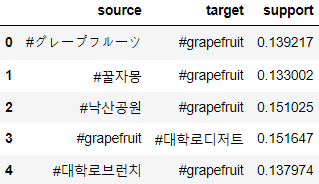 source target support
0 #グレープフルーツ #grapefruit 0.139217
1 #꿀자몽 #grapefruit 0.133002
2 #낙산공원 #grapefruit 0.151025
3 #grapefruit #대학로디저트 0.151647
4 #대학로브런치 #grapefruit 0.137974